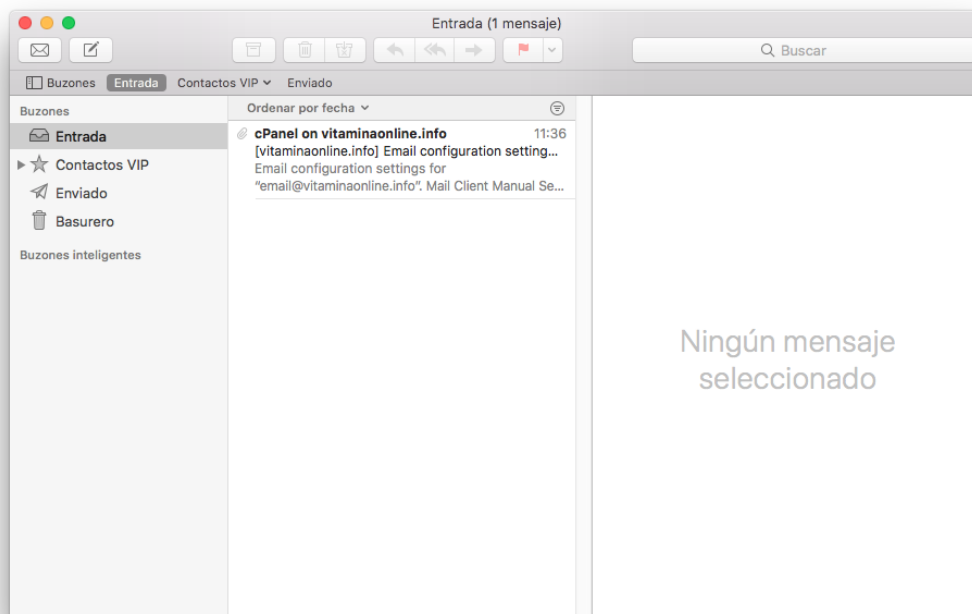 Entrada (1 mensaje)
Buscar
Buzones Entrada Contactos VIP Enviado
Buzones
Entrada
Contactos VIP
Enviado
Basurero
Buzones inteligentes
Ordenar por fecha
cPanel on vitaminaonline.info 11:36
[vitaminaonline.info] Email configuration setting...
Email configuration settings for
“email@vitaminaonline.info”. Mail Client Manual Se...
Ningún mensaje
seleccionado